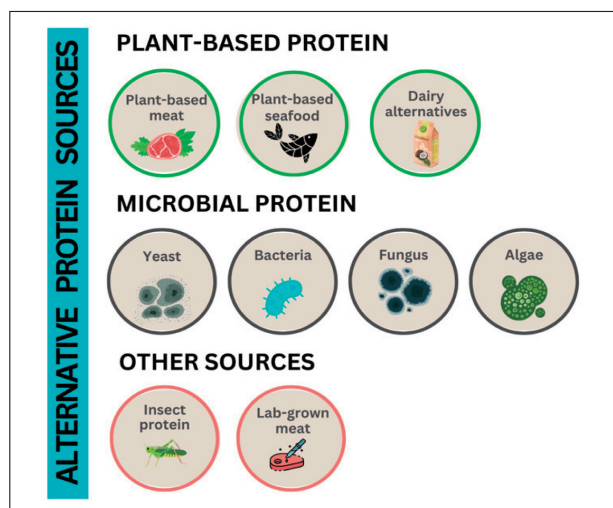 ALTERNATIVE PROTEIN SOURCES
PLANT-BASED PROTEIN
Plant-based
meat
Plant-based
seafood
Dairy
alternatives
MICROBIAL PROTEIN
Yeast
Bacteria
Fungus
Algae
OTHER SOURCES
Insect
protein
Lab-grown
meat